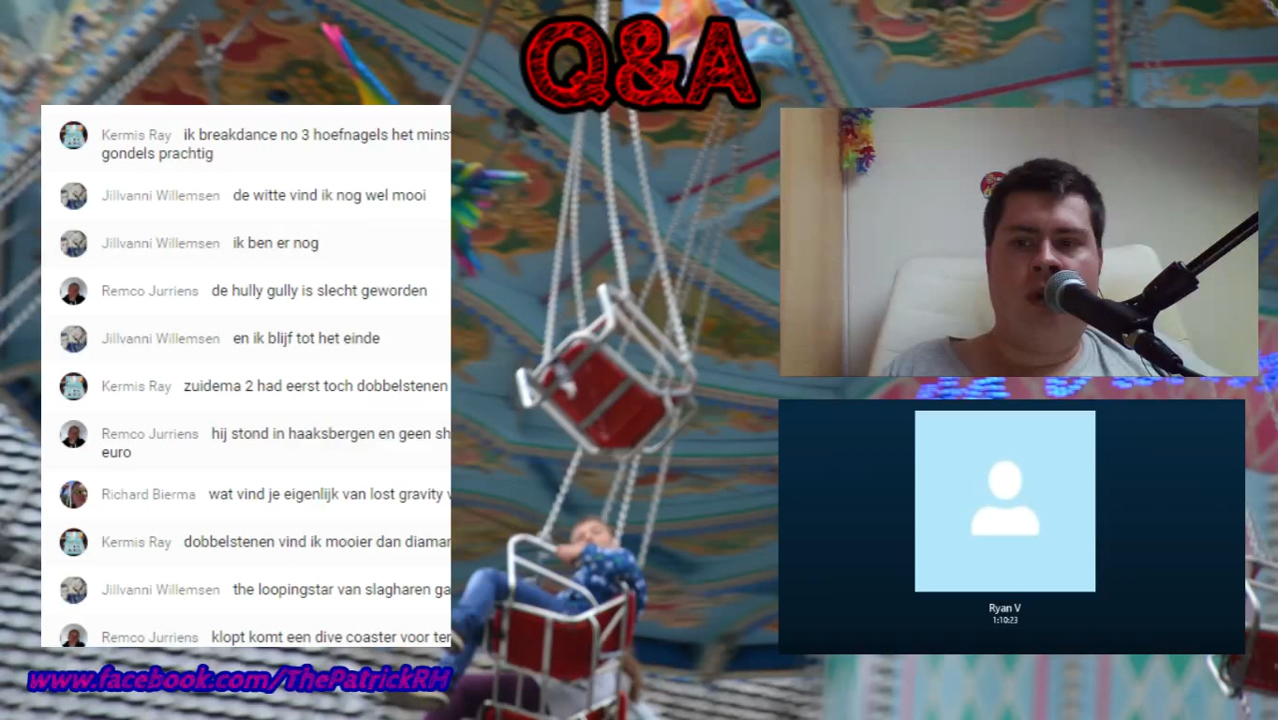 Q&A
Kermis Ray ik breakdance no 3 hoefnagels het mins
gondels prachtig
Jillvanni Willemsen de witte vind ik nog wel mooi
Jillvanni Willemsen ik ben er nog
Remco Jurriens de hully gully is slecht geworden
Jillvanni Willemsen en ik blijf tot het einde
Kermis Ray zuidema 2 had eerst toch dobbelstenen
Remco Jurriens hij stond in haaksbergen en geen sh
euro
Richard Bierma wat vind je eigenlijk van lost gravity
Kermis Ray dobbelstenen vind ik mooier dan diama
Jillvanni Willemsen the loopingstar van slagharen ga
Remco Jurriens klopt komt een dive coaster voor te
www.facebook.com/ThePatrickRH
Ryan V
1:10:23